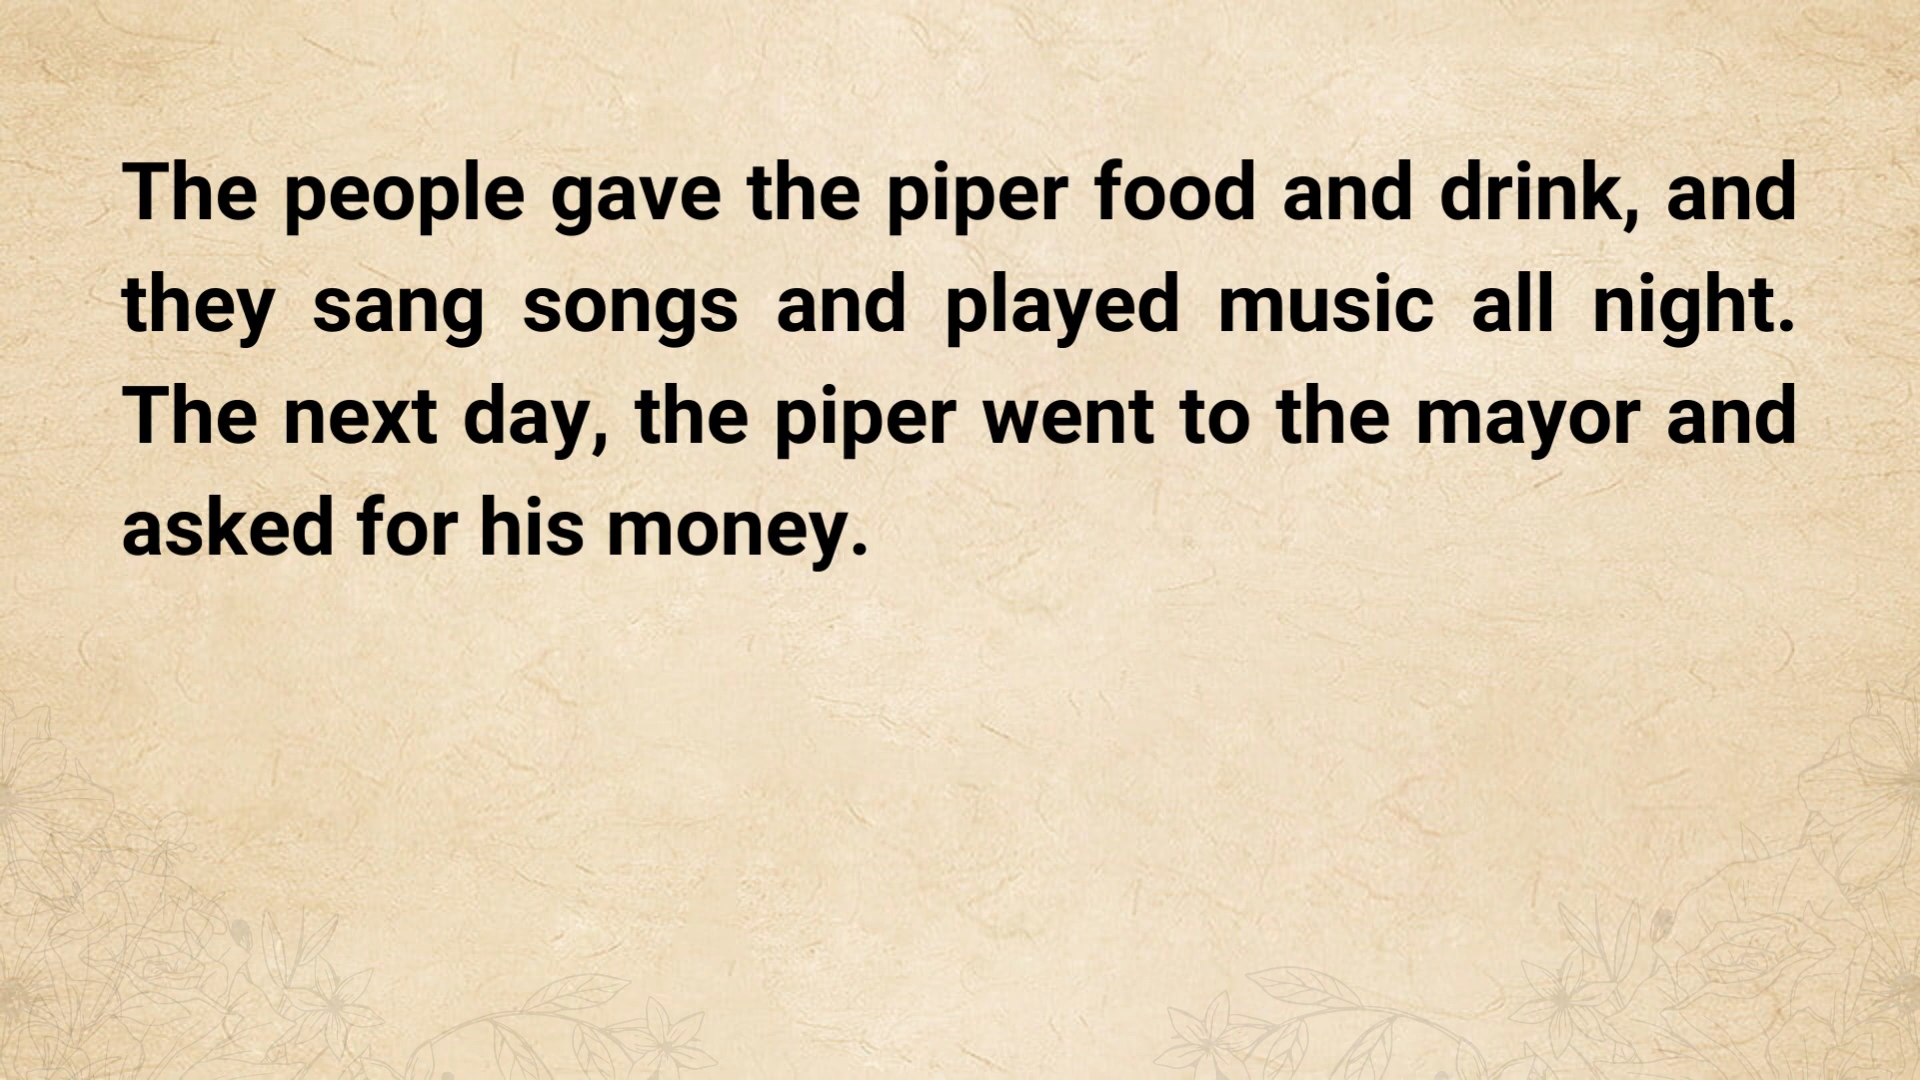 The people gave the piper food and drink, and
they sang songs and played music all night.
The next day, the piper went to the mayor and
asked for his money.